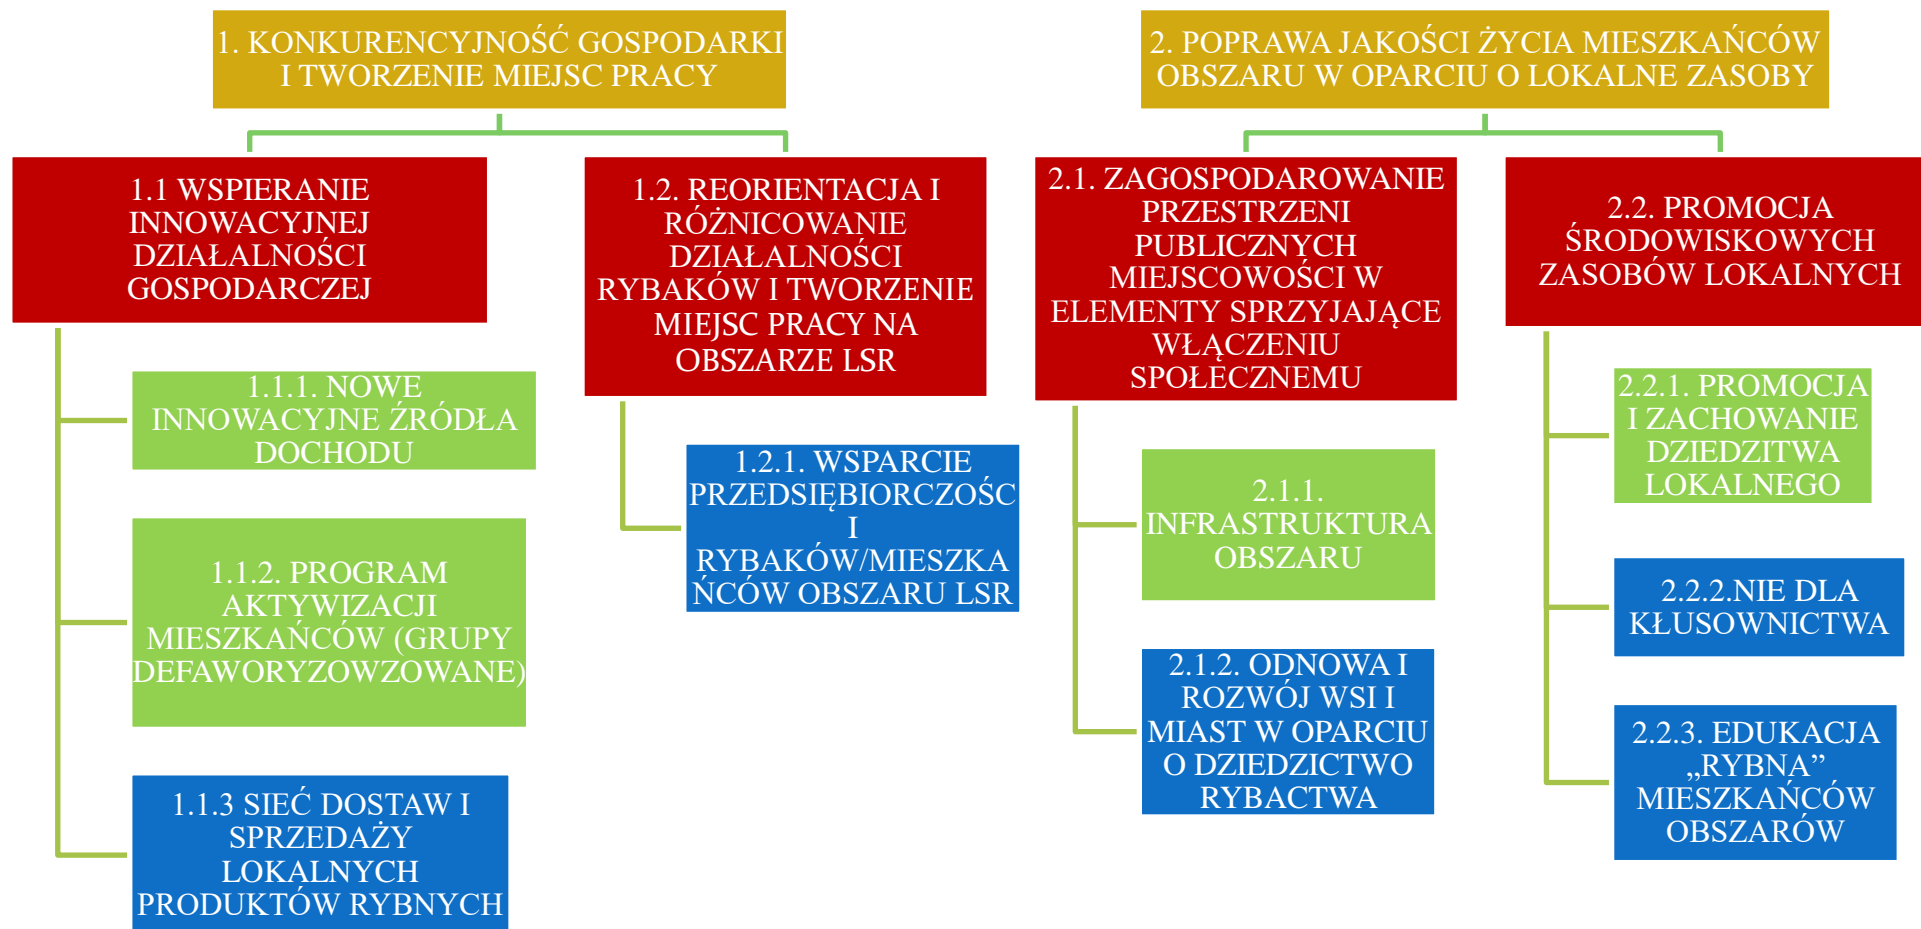 1. KONKURENCYJNOŚĆ GOSPODARKI
I TWORZENIE MIEJSC PRACY
1.1 WSPIERANIE
INNOWACYJNEJ
DZIAŁALNOŚCI
GOSPODARCZEJ
1.1.1. NOWE
INNOWACYJNE ŹRÓDŁA
DOCHODU
1.1.2. PROGRAM
AKTYWIZACJI
MIESZKAŃCÓW (GRUPY
DEFAWORYZOWZOWANE)
1.1.3 SIEĆ DOSTAW I
SPRZEDAŻY
LOKALNYCH
PRODUKTÓW RYBNYCH
1.2. REORIENTACJA I
RÓŻNICOWANIE
DZIAŁALNOŚCI
RYBAKÓW I TWORZENIE
MIEJSC PRACY NA
OBSZARZE LSR
1.2.1. WSPARCIE
PRZEDSIĘBIORCZOŚC
I
RYBAKÓW/MIESZKA
ŃCÓW OBSZARU LSR
2. POPRAWA JAKOŚCI ŻYCIA MIESZKAŃCÓW
OBSZARU W OPARCIU O LOKALNE ZASOBY
2.1. ZAGOSPODAROWANIE
PRZESTRZENI
PUBLICZNYCH
MIEJSCOWOŚCI W
ELEMENTY SPRZYJAJĄCE
WŁĄCZENIU
SPOŁECZNEMU
2.1.1.
INFRASTRUKTURA
OBSZARU
2.1.2. ODNOWA I
ROZWÓJ WSI I
MIAST W OPARCIU
O DZIEDZICTWO
RYBACTWA
2.2. PROMOCJA
ŚRODOWISKOWYCH
ZASOBÓW LOKALNYCH
2.2.1. PROMOCJA
I ZACHOWANIE
DZIEDZITWA
LOKALNEGO
2.2.2.NIE DLA
KŁUSOWNICTWA
2.2.3. EDUKACJA
„RYBNA”
MIESZKAŃCÓW
OBSZARÓW